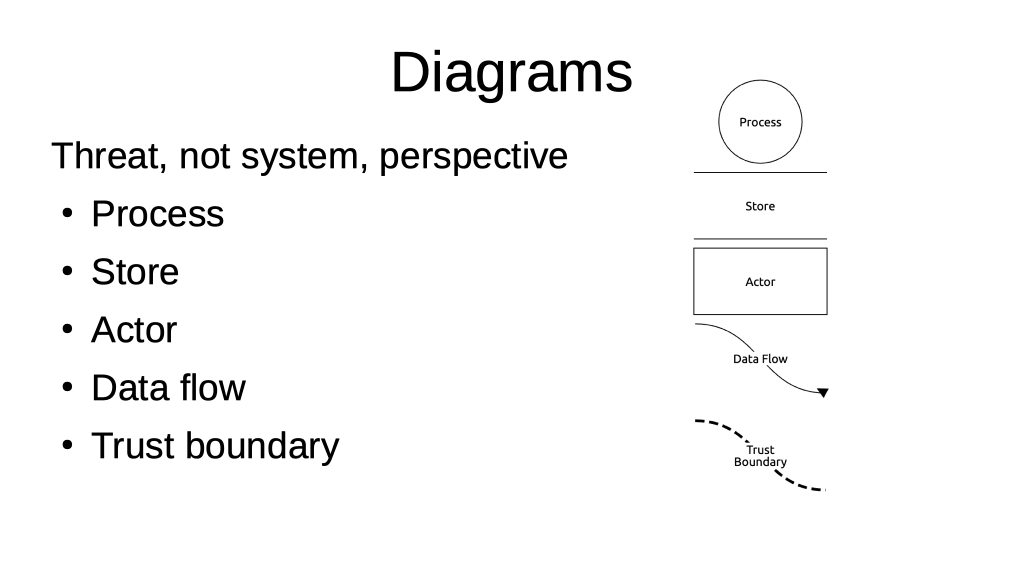 Diagrams
Threat, not system, perspective
• Process
• Store
• Actor
• Data flow
• Trust boundary
Process
Store
Actor
Data Flow
Trust
Boundary